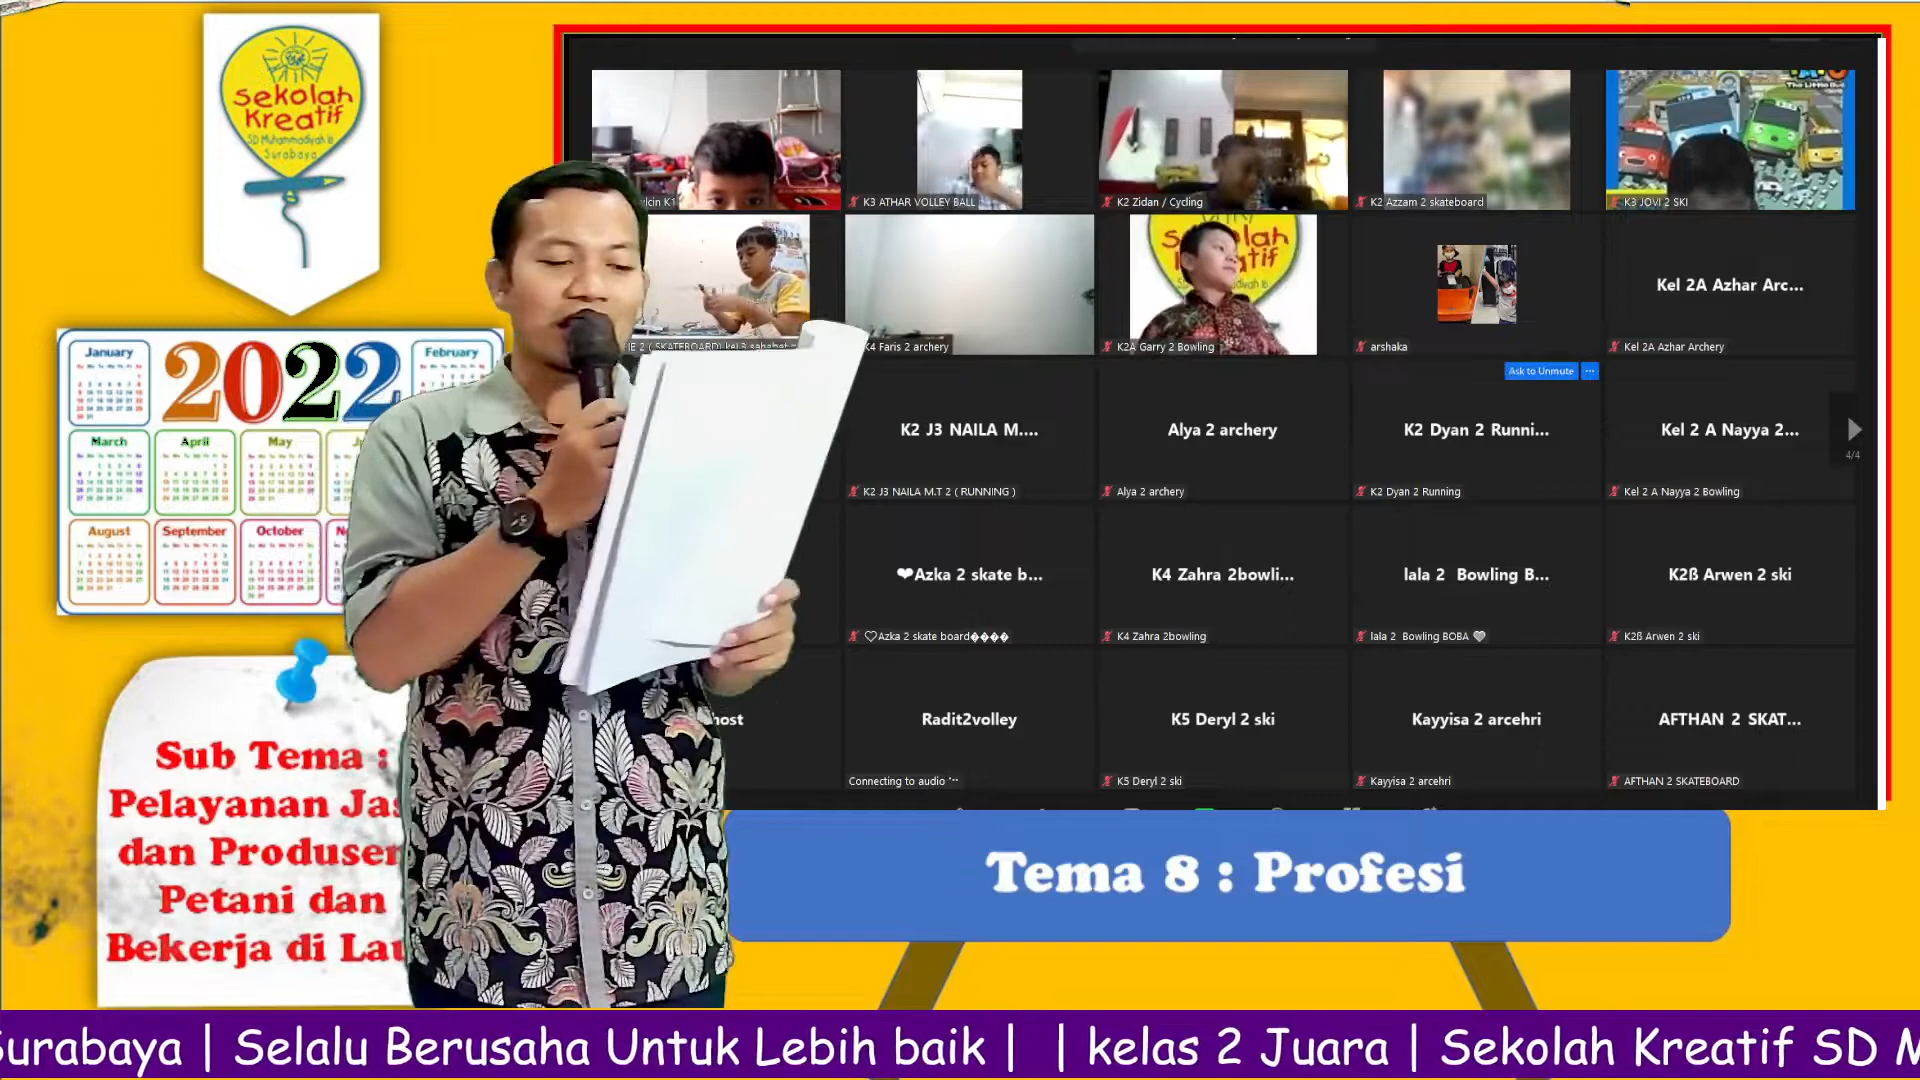 sekolah
kreatif
SD Muhammadiyah 16
Surabaya
January
2022
February
March
April
May
August
September
October
Sub Tema :
Pelayanan Jas
dan Produsen
Petani dan
Bekerja di Lau
K3 ATHAR VOLLEY BALL
K2 Zidan / Cycling
K2 Azzam 2 skateboard
K3 JOVI 2 SKI
K4 Faris 2 archery
K2A Garry 2 Bowling
arshaka
Kel 2A Azhar Arc...
Kel 2A Azhar Archery
Ask to Unmute
K2 J3 NAILA M....
K2 J3 NAILA M.T 2 ( RUNNING )
Alya 2 archery
Alya 2 archery
K2 Dyan 2 Runni...
K2 Dyan 2 Running
Kel 2 A Nayya 2...
Kel 2 A Nayya 2 Bowling
4/4
❤Azka 2 skate b...
♡Azka 2 skate board����
K4 Zahra 2bowli...
K4 Zahra 2bowling
lala 2 Bowling B...
lala 2 Bowling BOBA
K2ß Arwen 2 ski
K2ß Arwen 2 ski
host
Radit2volley
Connecting to audio
K5 Deryl 2 ski
K5 Deryl 2 ski
Kayyisa 2 arcehri
Kayyisa 2 arcehri
AFTHAN 2 SKAT...
AFTHAN 2 SKATEBOARD
Tema 8 : Profesi
Surabaya | Selalu Berusaha Untuk Lebih baik | | kelas 2 Juara | Sekolah Kreatif SD M